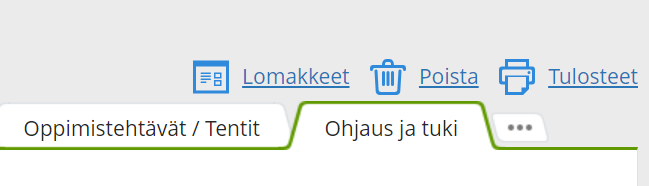 Lomakkeet Poista Tulosteet
Oppimistehtävät / Tentit Ohjaus ja tuki